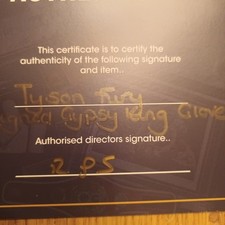 This certificate is to certify the
authenticity of the following signature
and item..
Tyson Fury
Signed Gypsy King Glove
Authorised directors signature..
R P S